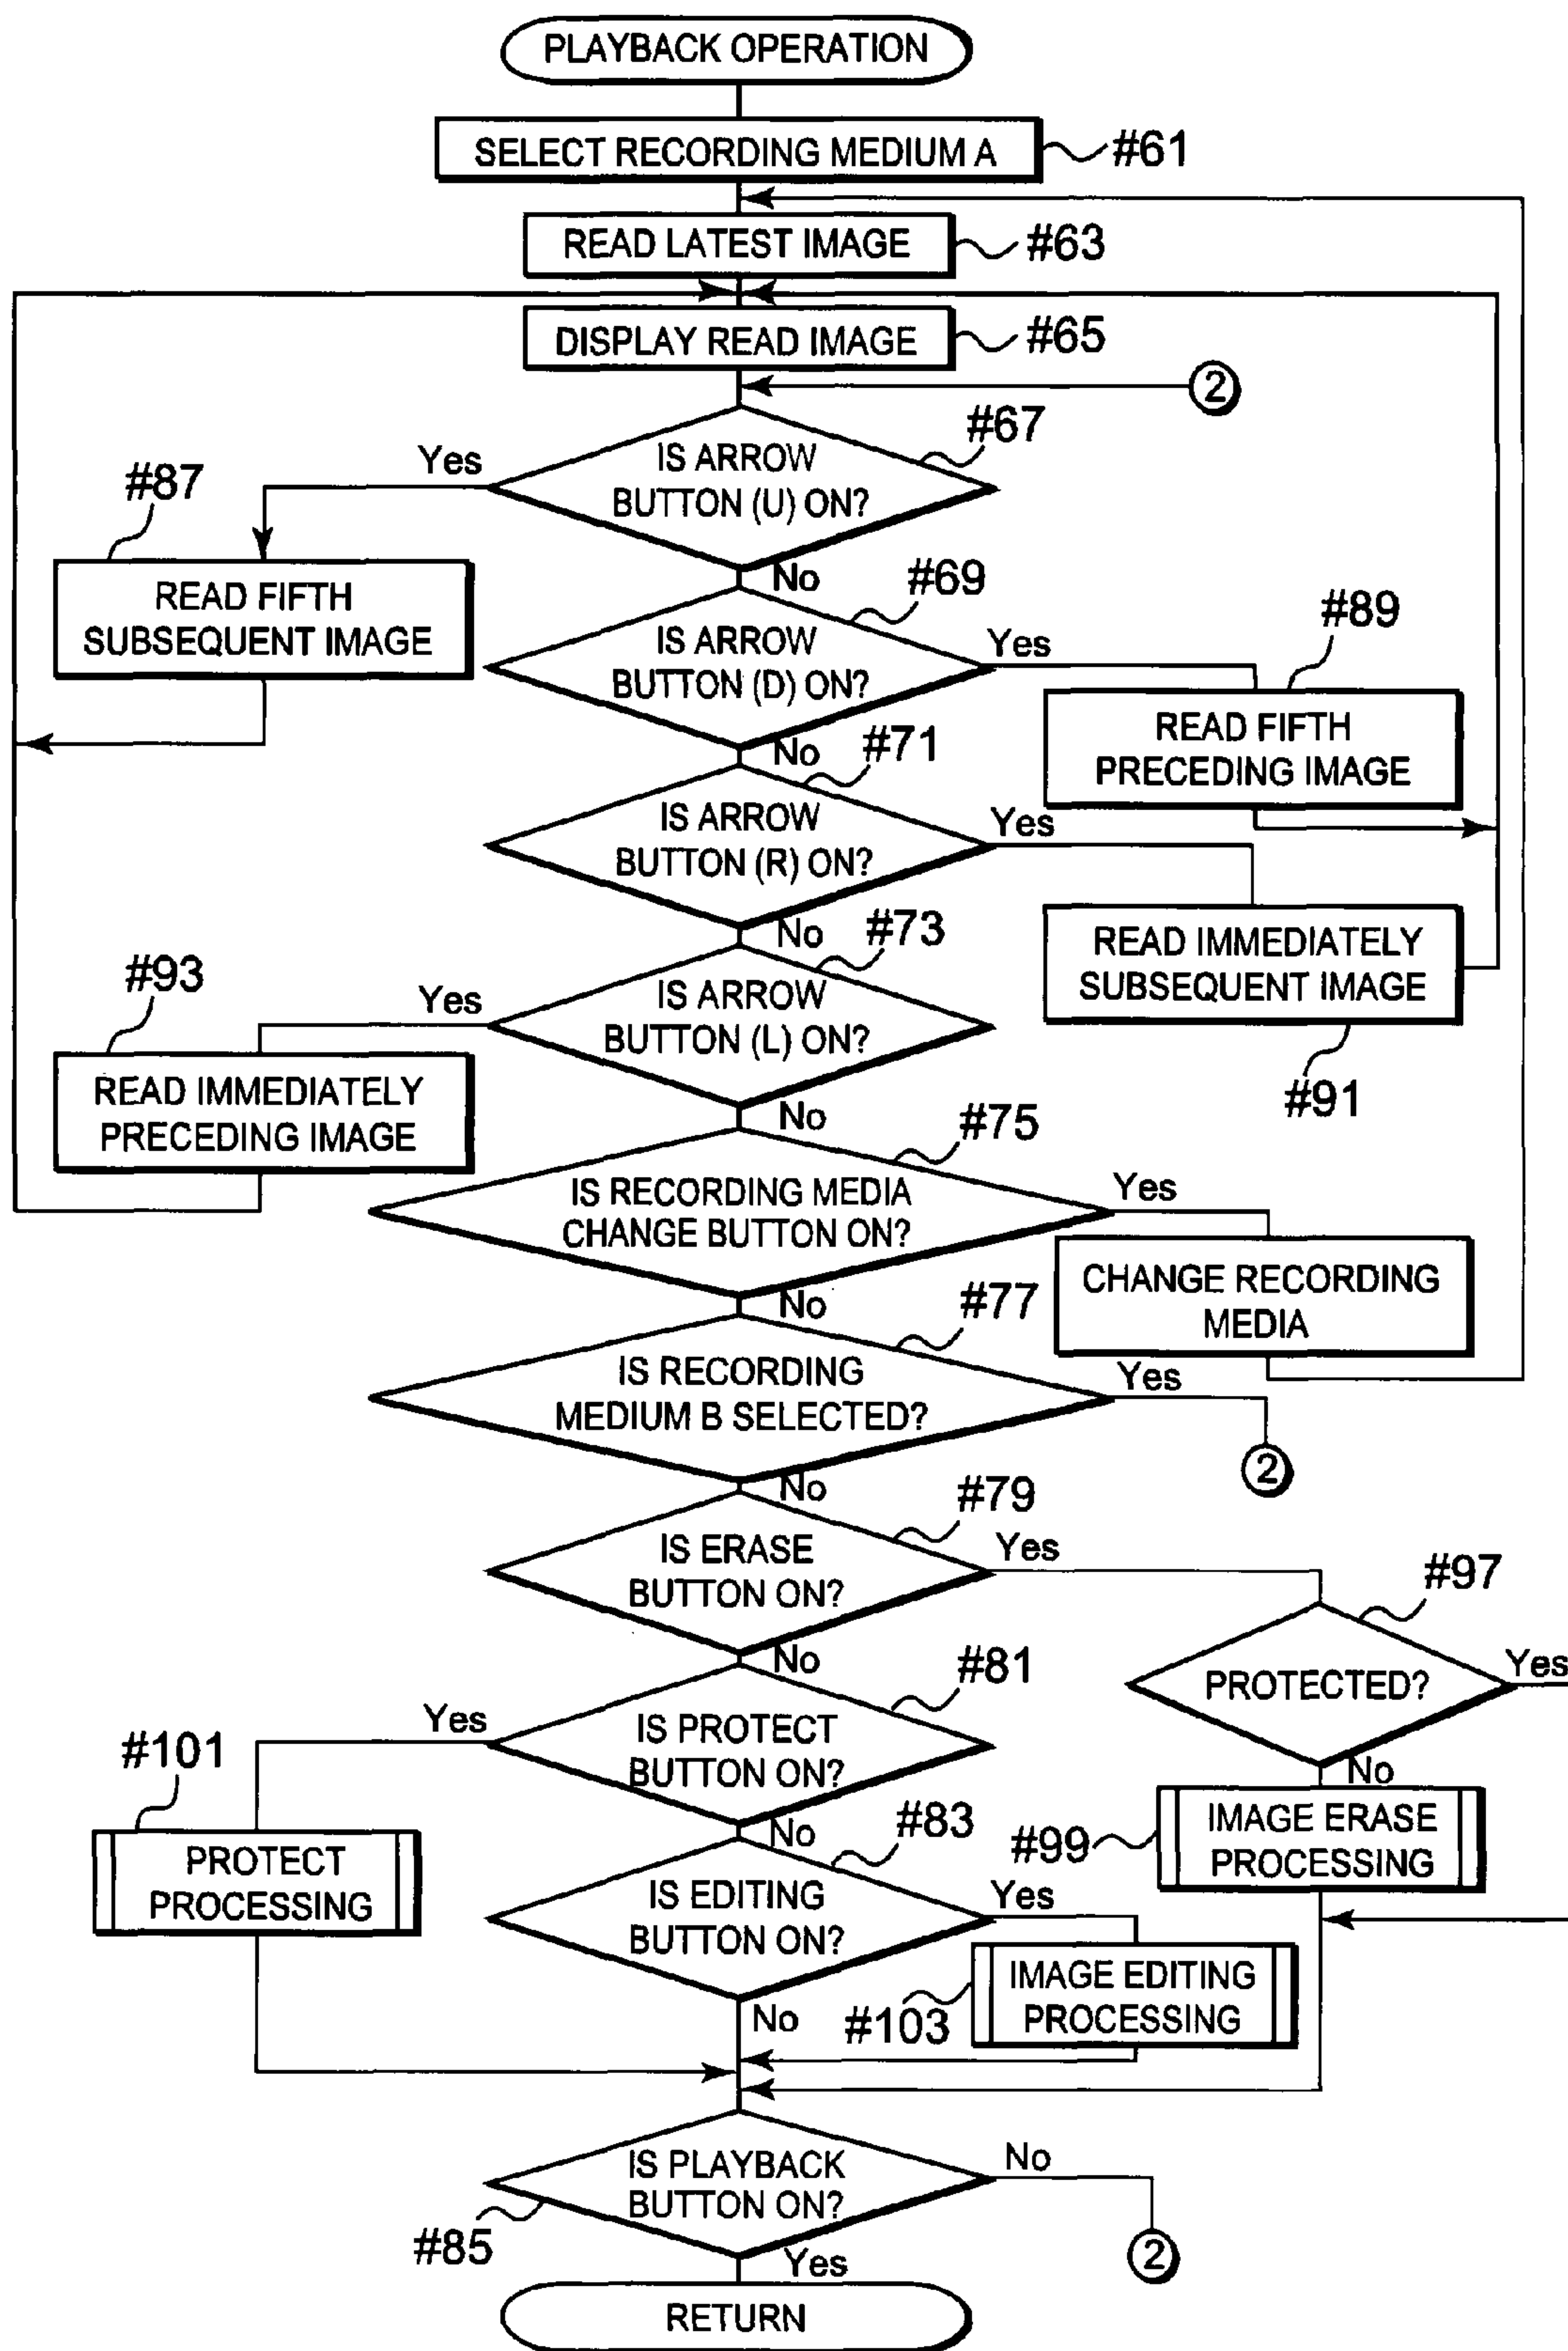 PLAYBACK OPERATION
SELECT RECORDING MEDIUM A
#61
READ LATEST IMAGE
#63
DISPLAY READ IMAGE
#65
2
#67
IS ARROW
BUTTON (U) ON?
Yes
#87
READ FIFTH
SUBSEQUENT IMAGE
No
#69
IS ARROW
BUTTON (D) ON?
Yes
#89
READ FIFTH
PRECEDING IMAGE
No
#71
IS ARROW
BUTTON (R) ON?
Yes
READ IMMEDIATELY
SUBSEQUENT IMAGE
#91
No
#73
IS ARROW
BUTTON (L) ON?
Yes
#93
READ IMMEDIATELY
PRECEDING IMAGE
No
#75
IS RECORDING MEDIA
CHANGE BUTTON ON?
Yes
CHANGE RECORDING
MEDIA
No
#77
IS RECORDING
MEDIUM B SELECTED?
Yes
2
No
#79
IS ERASE
BUTTON ON?
Yes
#97
PROTECTED?
Yes
No
#99
IMAGE ERASE
PROCESSING
No
#81
IS PROTECT
BUTTON ON?
Yes
#101
PROTECT
PROCESSING
No
#83
IS EDITING
BUTTON ON?
Yes
IMAGE EDITING
PROCESSING
#103
No
IS PLAYBACK
BUTTON ON?
#85
No
2
Yes
RETURN